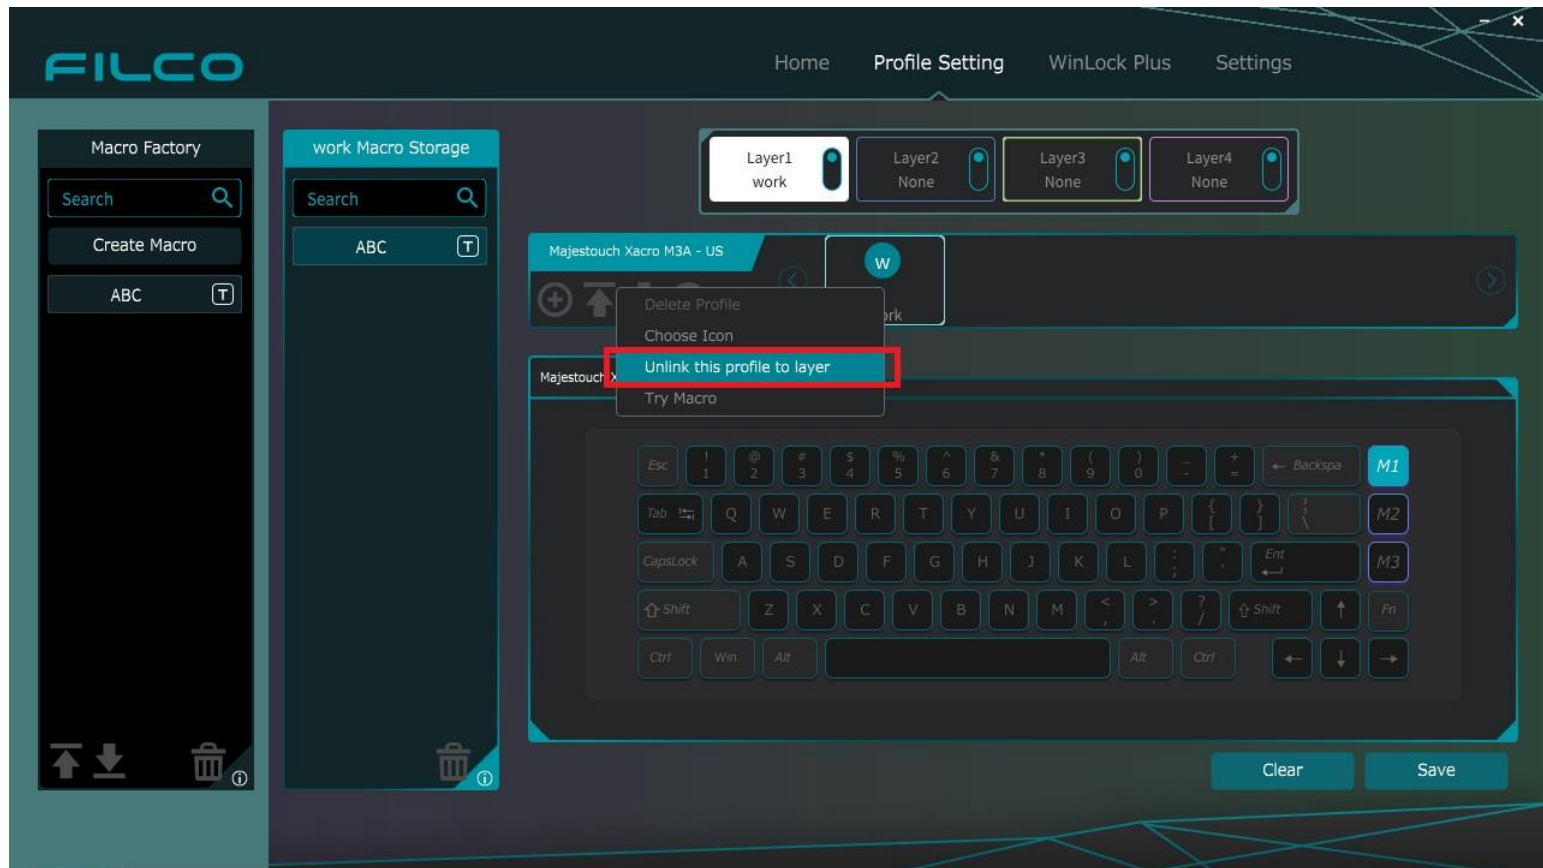 FILCO
Home Profile Setting WinLock Plus Settings
Macro Factory
Search
Create Macro
ABC T
work Macro Storage
Search
ABC T
Layer1
work
Layer2
None
Layer3
None
Layer4
None
Majestouch Xacro M3A - US
W
ork
Delete Profile
Choose Icon
Unlink this profile to layer
Try Macro
Majestouch X
Esc ! 1 @ 2 # 3 $ 4 % 5 ^ 6 & 7 * 8 ( 9 ) 0 _ - + = ← Backspa M1
Tab Q W E R T Y U I O P { [ } ] ¦ \ M2
CapsLock A S D F G H J K L : ; " ' Ent M3
Shift Z X C V B N M < , > . ? / Shift ↑ Fn
Ctrl Win Alt Alt Ctrl ← ↓ →
Clear Save